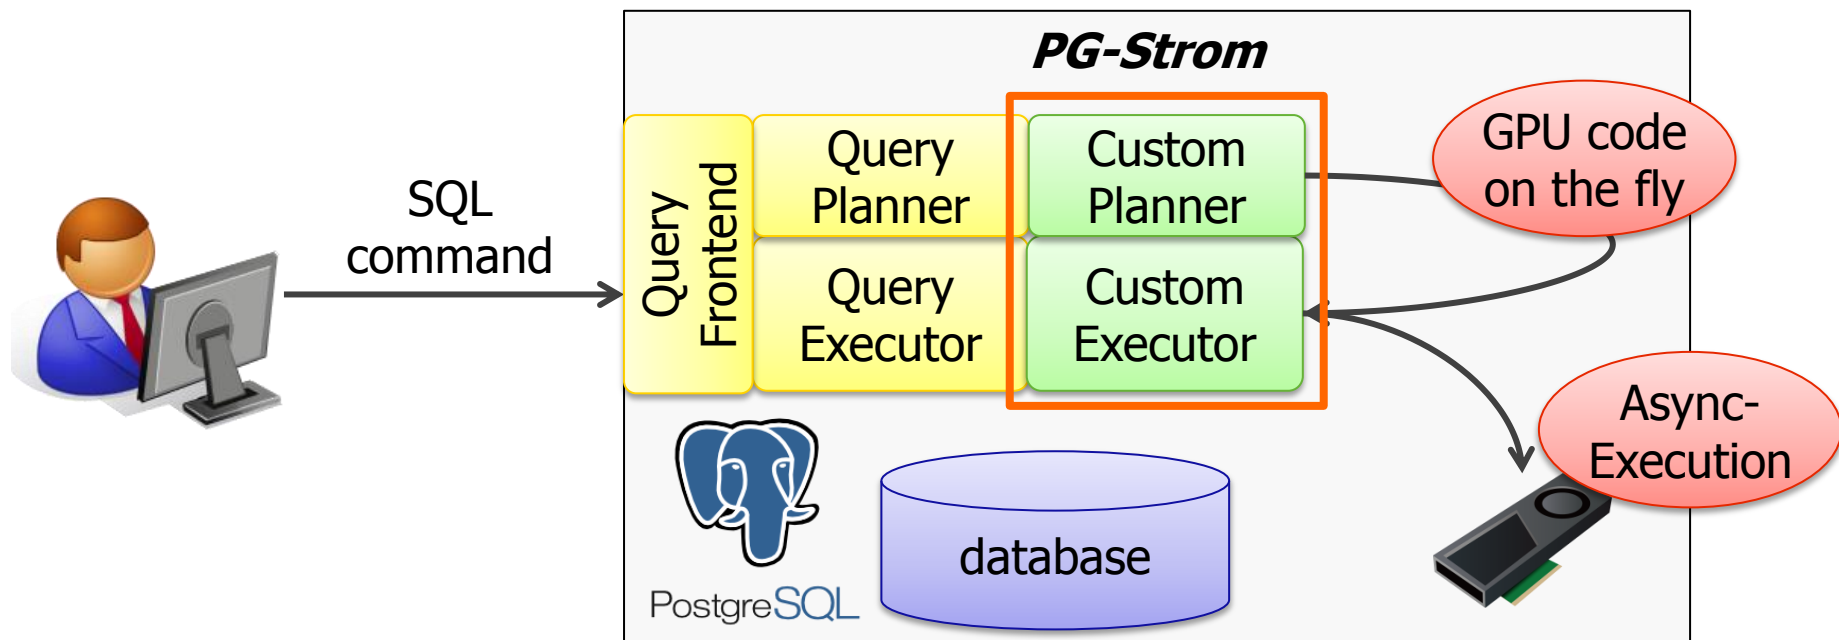 PG-Strom
SQL
command
Query
Frontend
Query
Planner
Custom
Planner
GPU code
on the fly
Query
Executor
Custom
Executor
Async-
Execution
PostgreSQL
database